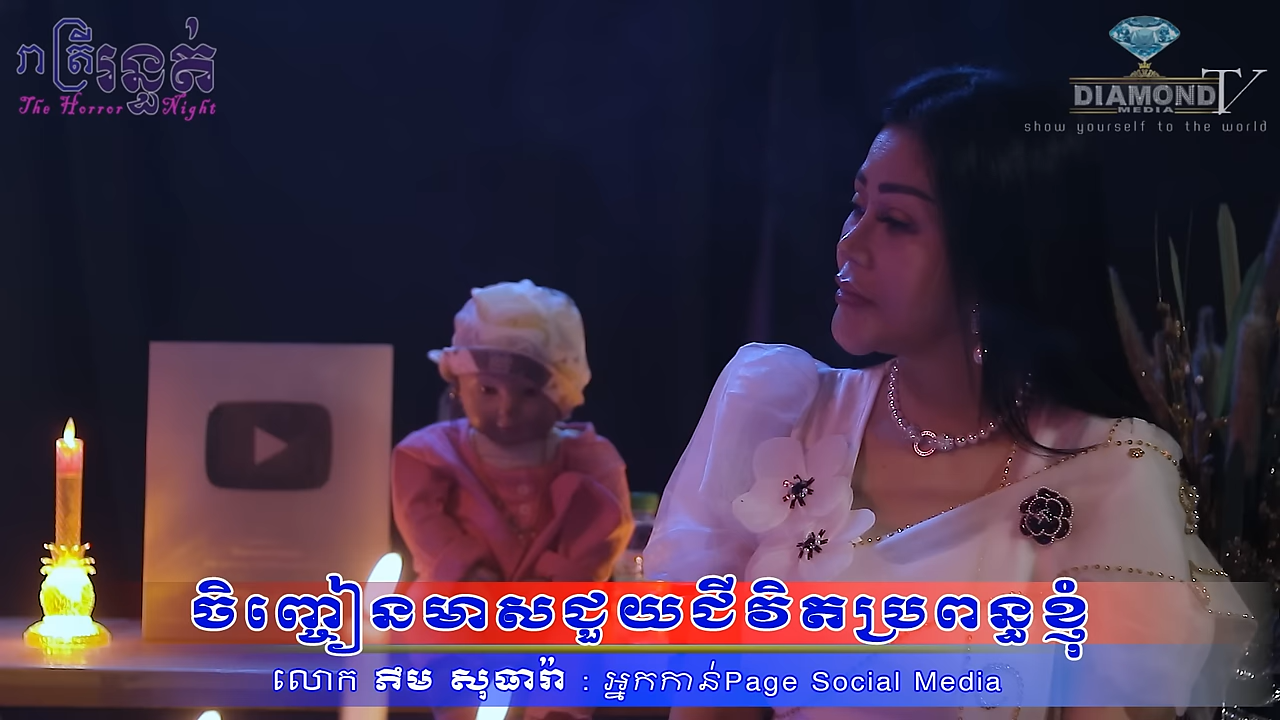 រាត្រីរន្ធត់
The Horror Night
DIAMOND TV
MEDIA
show yourself to the world
ចិញ្ចៀនមាសជួយជីវិតប្រពន្ធខ្ញុំ
លោក គឹម សុធារ៉ា : អ្នកកាន់Page Social Media